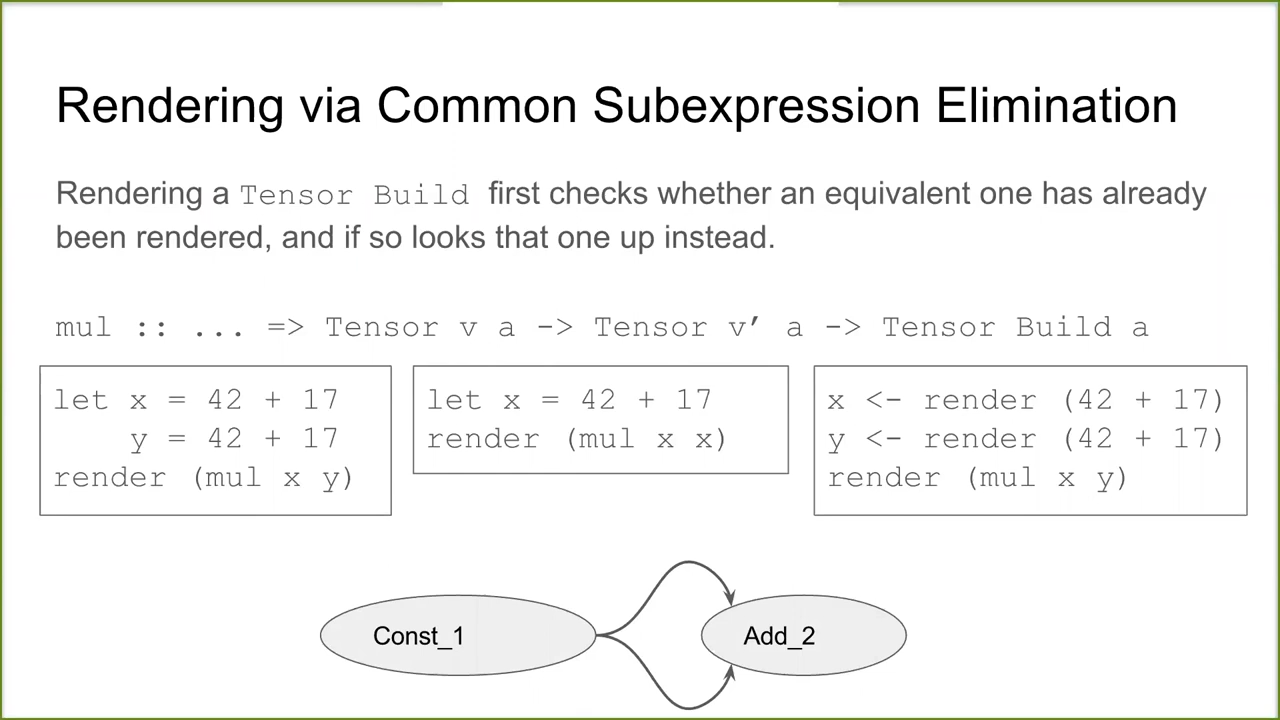 Rendering via Common Subexpression Elimination
Rendering a Tensor Build first checks whether an equivalent one has already
been rendered, and if so looks that one up instead.
mul :: ... => Tensor v a -> Tensor v’ a -> Tensor Build a
let x = 42 + 17
y = 42 + 17
render (mul x y)
let x = 42 + 17
render (mul x x)
x <- render (42 + 17)
y <- render (42 + 17)
render (mul x y)
Const_1
Add_2